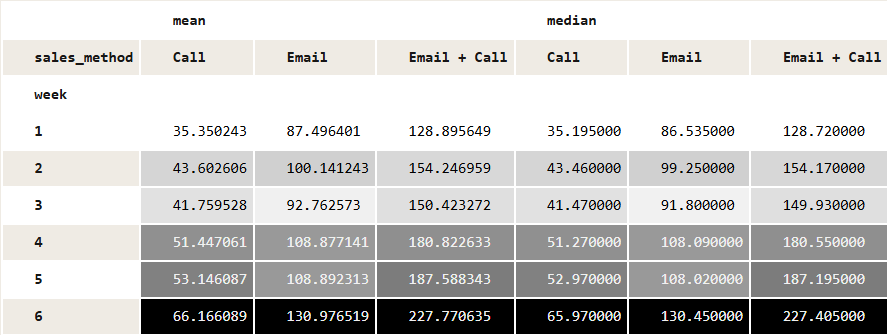 mean median
sales_method Call Email Email + Call Call Email Email + Call
week
1 35.350243 87.496401 128.895649 35.195000 86.535000 128.720000
2 43.602606 100.141243 154.246959 43.460000 99.250000 154.170000
3 41.759528 92.762573 150.423272 41.470000 91.800000 149.930000
4 51.447061 108.877141 180.822633 51.270000 108.090000 180.550000
5 53.146087 108.892313 187.588343 52.970000 108.020000 187.195000
6 66.166089 130.976519 227.770635 65.970000 130.450000 227.405000